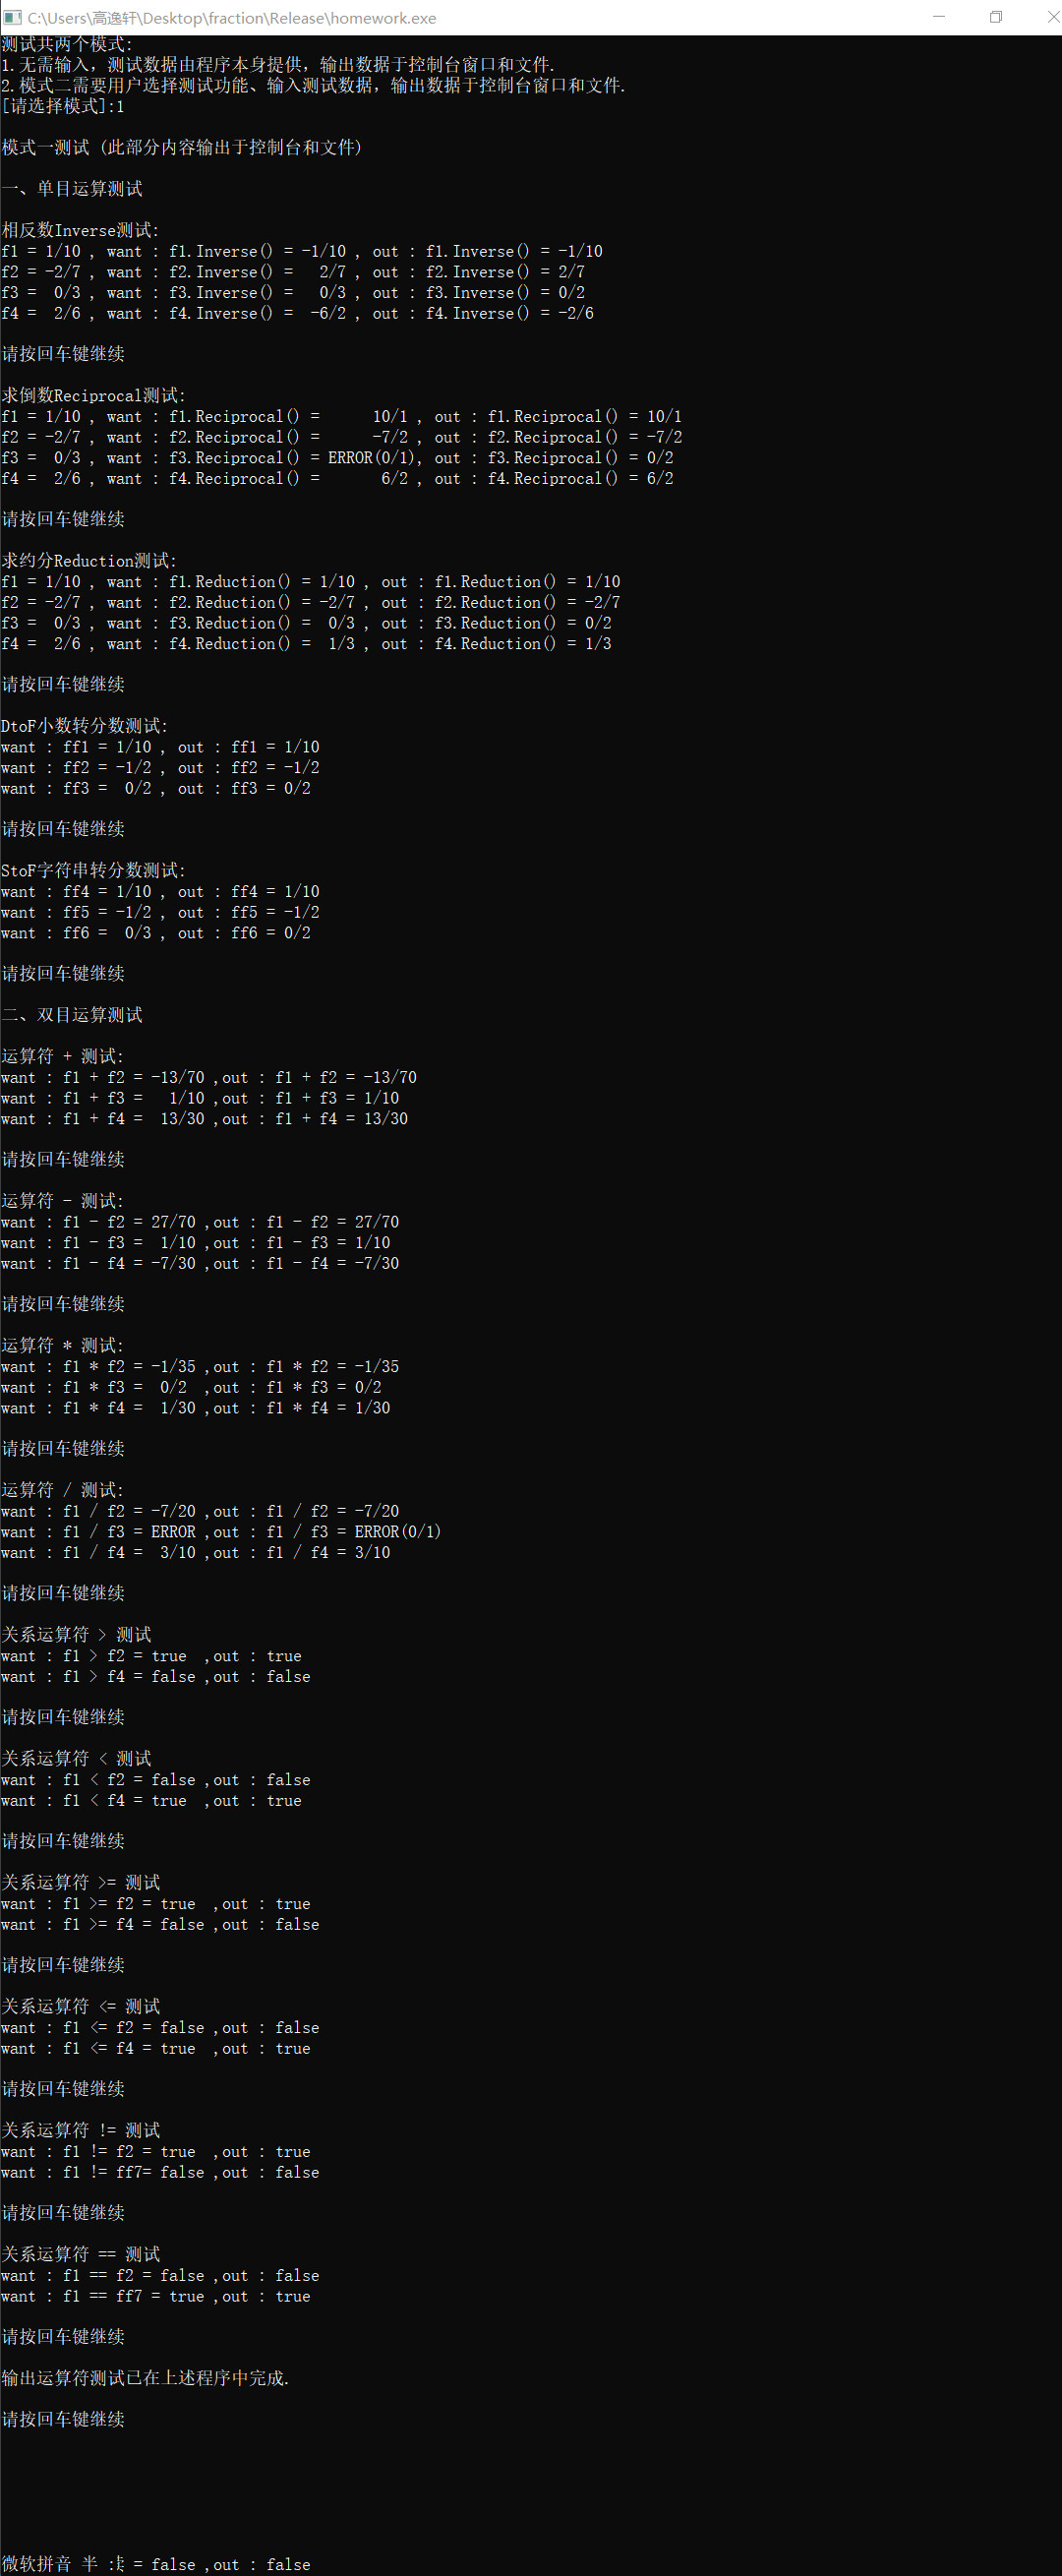 C:\Users\高逸轩\Desktop\fraction\Release\homework.exe
测试共两个模式:
1.无需输入，测试数据由程序本身提供，输出数据于控制台窗口和文件.
2.模式二需要用户选择测试功能、输入测试数据，输出数据于控制台窗口和文件.
[请选择模式]:1
模式一测试 (此部分内容输出于控制台和文件)
一、单目运算测试
相反数Inverse测试:
f1 = 1/10 , want : f1.Inverse() = -1/10 , out : f1.Inverse() = -1/10
f2 = -2/7 , want : f2.Inverse() =   2/7 , out : f2.Inverse() = 2/7
f3 =  0/3 , want : f3.Inverse() =   0/3 , out : f3.Inverse() = 0/2
f4 =  2/6 , want : f4.Inverse() =  -6/2 , out : f4.Inverse() = -2/6
请按回车键继续
求倒数Reciprocal测试:
f1 = 1/10 , want : f1.Reciprocal() =      10/1 , out : f1.Reciprocal() = 10/1
f2 = -2/7 , want : f2.Reciprocal() =      -7/2 , out : f2.Reciprocal() = -7/2
f3 =  0/3 , want : f3.Reciprocal() = ERROR(0/1), out : f3.Reciprocal() = 0/2
f4 =  2/6 , want : f4.Reciprocal() =       6/2 , out : f4.Reciprocal() = 6/2
请按回车键继续
求约分Reduction测试:
f1 = 1/10 , want : f1.Reduction() = 1/10 , out : f1.Reduction() = 1/10
f2 = -2/7 , want : f2.Reduction() = -2/7 , out : f2.Reduction() = -2/7
f3 =  0/3 , want : f3.Reduction() =  0/3 , out : f3.Reduction() = 0/2
f4 =  2/6 , want : f4.Reduction() =  1/3 , out : f4.Reduction() = 1/3
请按回车键继续
DtoF小数转分数测试:
want : ff1 = 1/10 , out : ff1 = 1/10
want : ff2 = -1/2 , out : ff2 = -1/2
want : ff3 =  0/2 , out : ff3 = 0/2
请按回车键继续
StoF字符串转分数测试:
want : ff4 = 1/10 , out : ff4 = 1/10
want : ff5 = -1/2 , out : ff5 = -1/2
want : ff6 =  0/3 , out : ff6 = 0/2
请按回车键继续
二、双目运算测试
运算符 + 测试:
want : f1 + f2 = -13/70 ,out : f1 + f2 = -13/70
want : f1 + f3 =   1/10 ,out : f1 + f3 = 1/10
want : f1 + f4 =  13/30 ,out : f1 + f4 = 13/30
请按回车键继续
运算符 - 测试:
want : f1 - f2 = 27/70 ,out : f1 - f2 = 27/70
want : f1 - f3 =  1/10 ,out : f1 - f3 = 1/10
want : f1 - f4 = -7/30 ,out : f1 - f4 = -7/30
请按回车键继续
运算符 * 测试:
want : f1 * f2 = -1/35 ,out : f1 * f2 = -1/35
want : f1 * f3 =  0/2  ,out : f1 * f3 = 0/2
want : f1 * f4 =  1/30 ,out : f1 * f4 = 1/30
请按回车键继续
运算符 / 测试:
want : f1 / f2 = -7/20 ,out : f1 / f2 = -7/20
want : f1 / f3 = ERROR ,out : f1 / f3 = ERROR(0/1)
want : f1 / f4 =  3/10 ,out : f1 / f4 = 3/10
请按回车键继续
关系运算符 > 测试
want : f1 > f2 = true  ,out : true
want : f1 > f4 = false ,out : false
请按回车键继续
关系运算符 < 测试
want : f1 < f2 = false ,out : false
want : f1 < f4 = true  ,out : true
请按回车键继续
关系运算符 >= 测试
want : f1 >= f2 = true  ,out : true
want : f1 >= f4 = false ,out : false
请按回车键继续
关系运算符 <= 测试
want : f1 <= f2 = false ,out : false
want : f1 <= f4 = true  ,out : true
请按回车键继续
关系运算符 != 测试
want : f1 != f2 = true  ,out : true
want : f1 != ff7= false ,out : false
请按回车键继续
关系运算符 == 测试
want : f1 == f2 = false ,out : false
want : f1 == ff7 = true ,out : true
请按回车键继续
输出运算符测试已在上述程序中完成.
请按回车键继续
微软拼音 半 : = false ,out : false